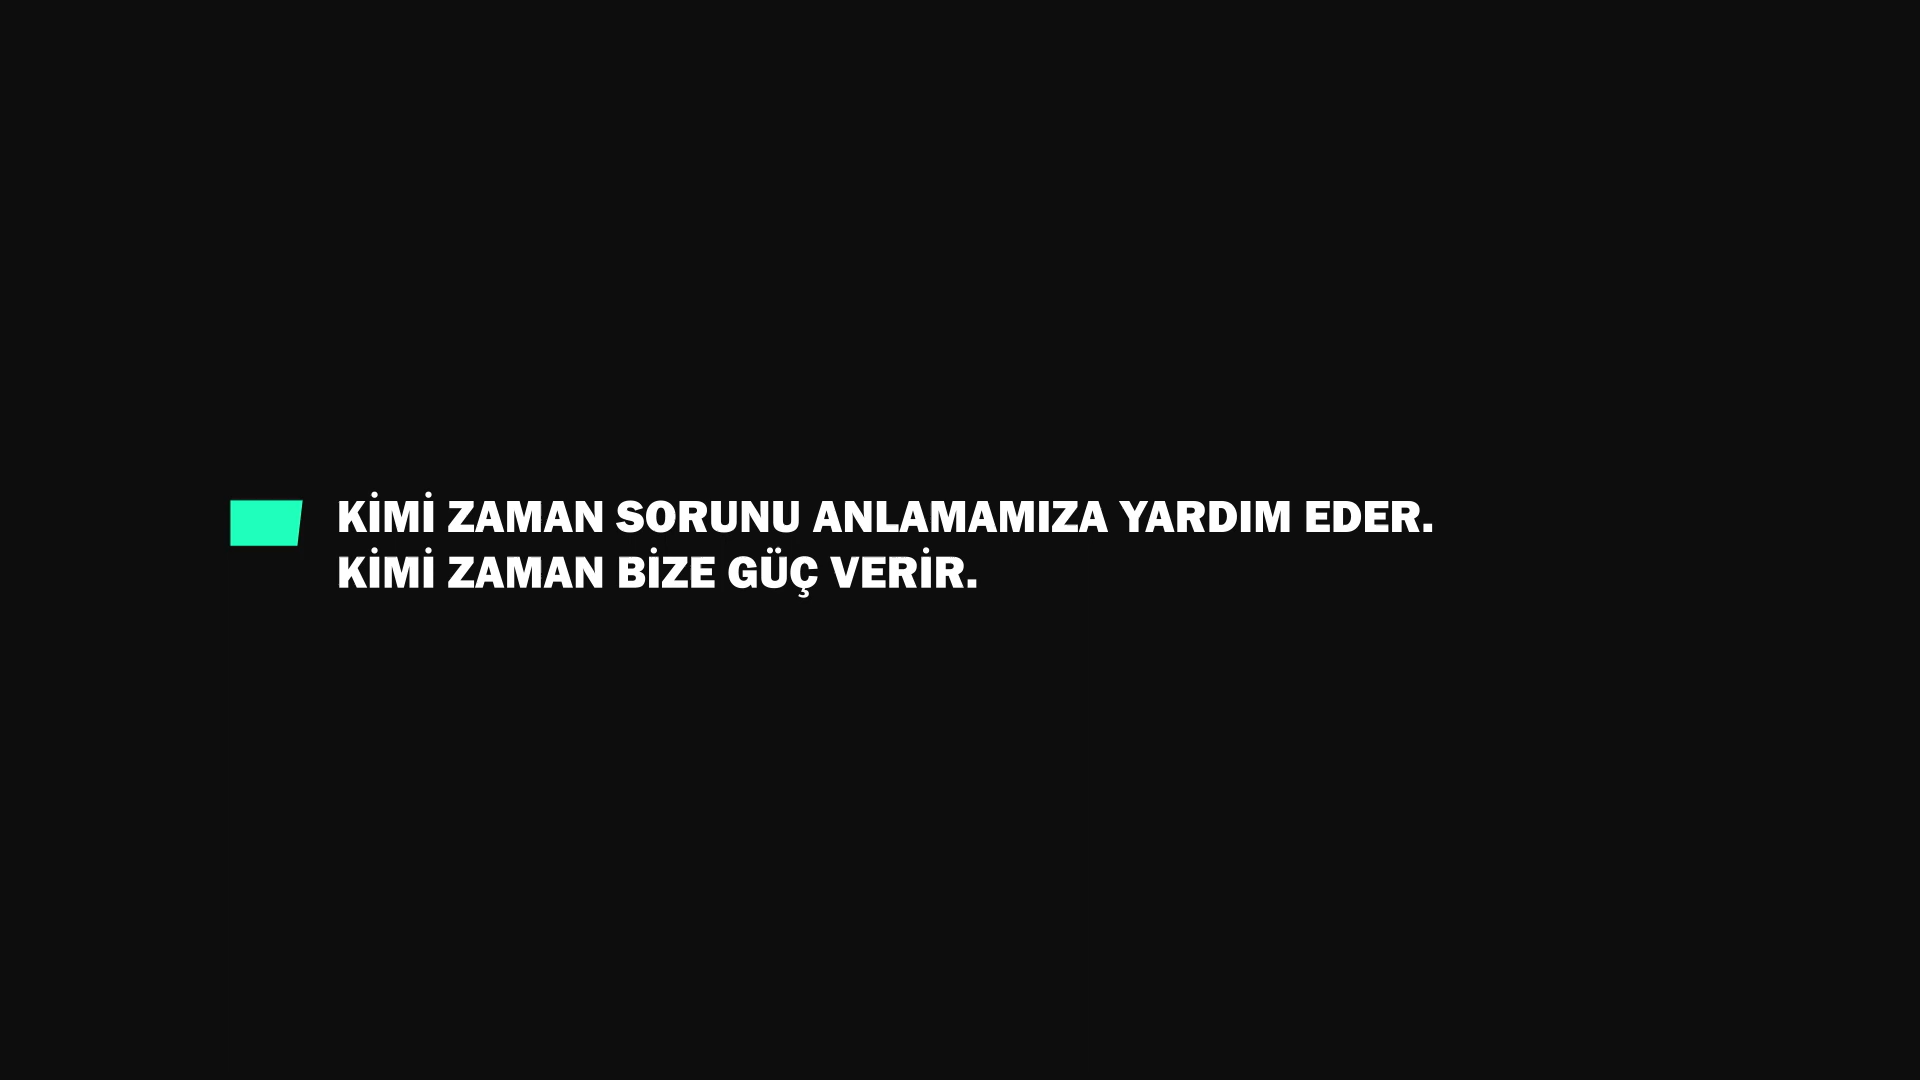 KİMİ ZAMAN SORUNU ANLAMAMIZA YARDIM EDER.
KİMİ ZAMAN BİZE GÜÇ VERİR.